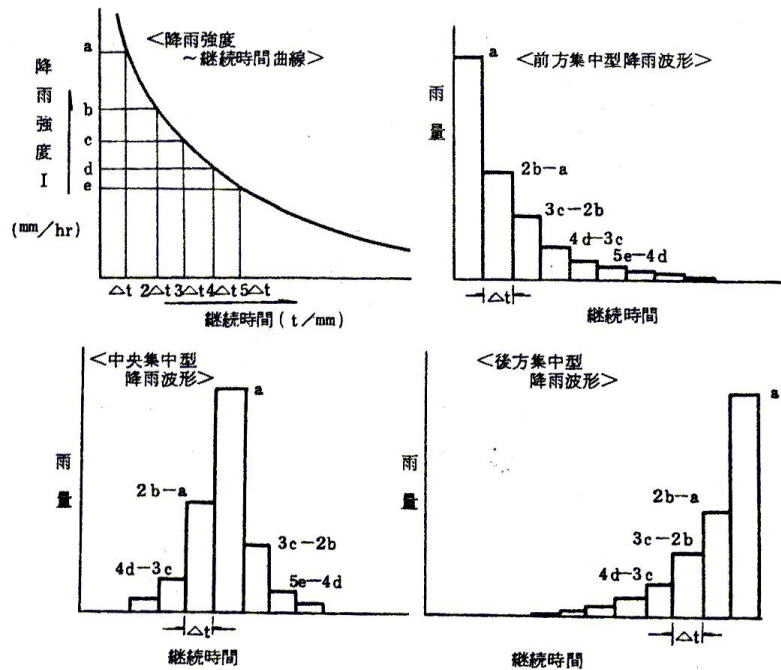 <降雨強度
~継続時間曲線>
降雨強度I
(mm/hr)
a
b
c
d
e
△t 2△t 3△t 4△t 5△t
継続時間(t/mm)
<前方集中型降雨波形>
雨量
a
2b-a
3c-2b
4d-3c
5e-4d
△t
継続時間
<中央集中型
降雨波形>
雨量
a
2b-a
3c-2b
4d-3c
5e-4d
△t
継続時間
<後方集中型
降雨波形>
雨量
a
2b-a
3c-2b
4d-3c
△t
継続時間